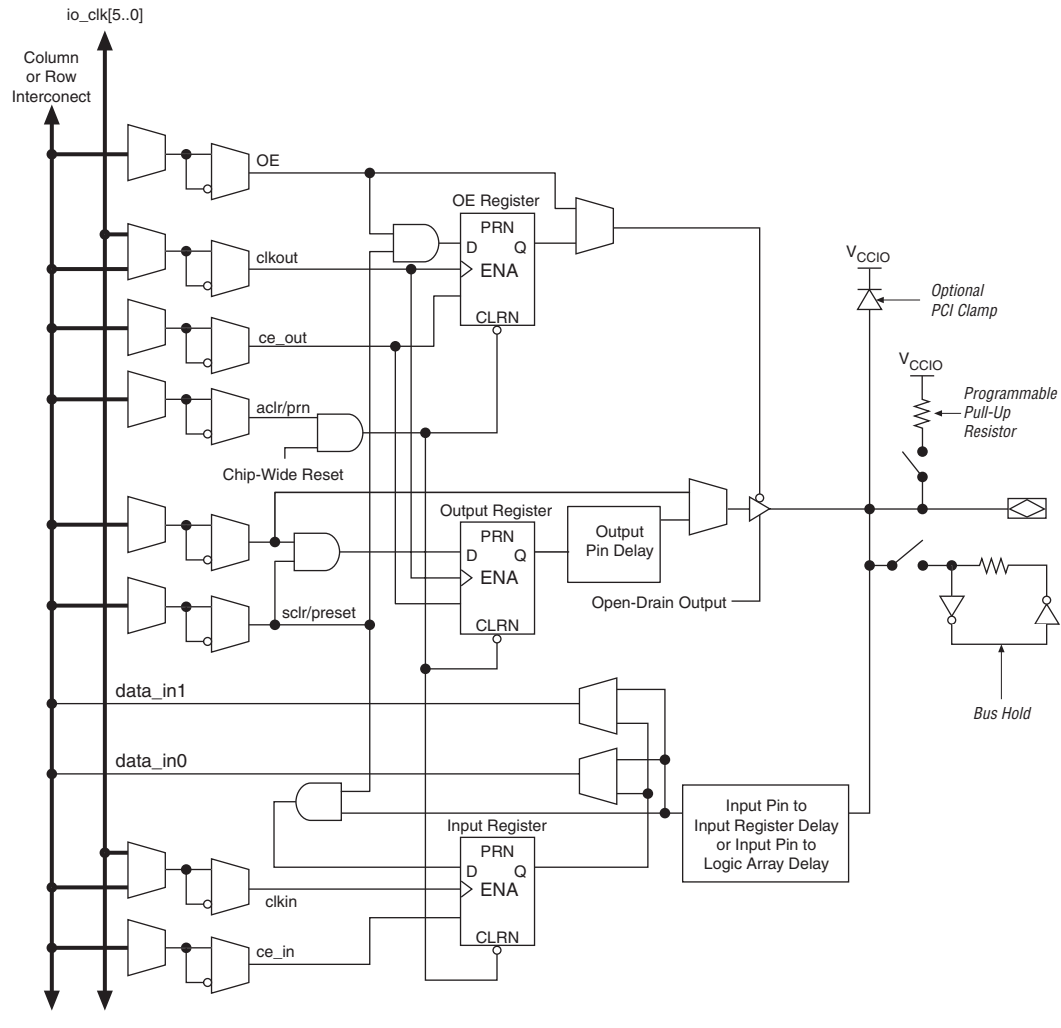 io_clk[5..0]
Column
or Row
Interconect
OE
OE Register
PRN
D
Q
clkout
ENA
VCCIO
Optional
PCI Clamp
CLRN
ce_out
VCCIO
Programmable
Pull-Up
Resistor
aclr/prn
Chip-Wide Reset
Output Register
PRN
D
Q
ENA
Output
Pin Delay
Open-Drain Output
sclr/preset
CLRN
data_in1
Bus Hold
data_in0
Input Register
PRN
D
Q
Input Pin to
Input Register Delay
or Input Pin to
Logic Array Delay
ENA
clkin
CLRN
ce_in